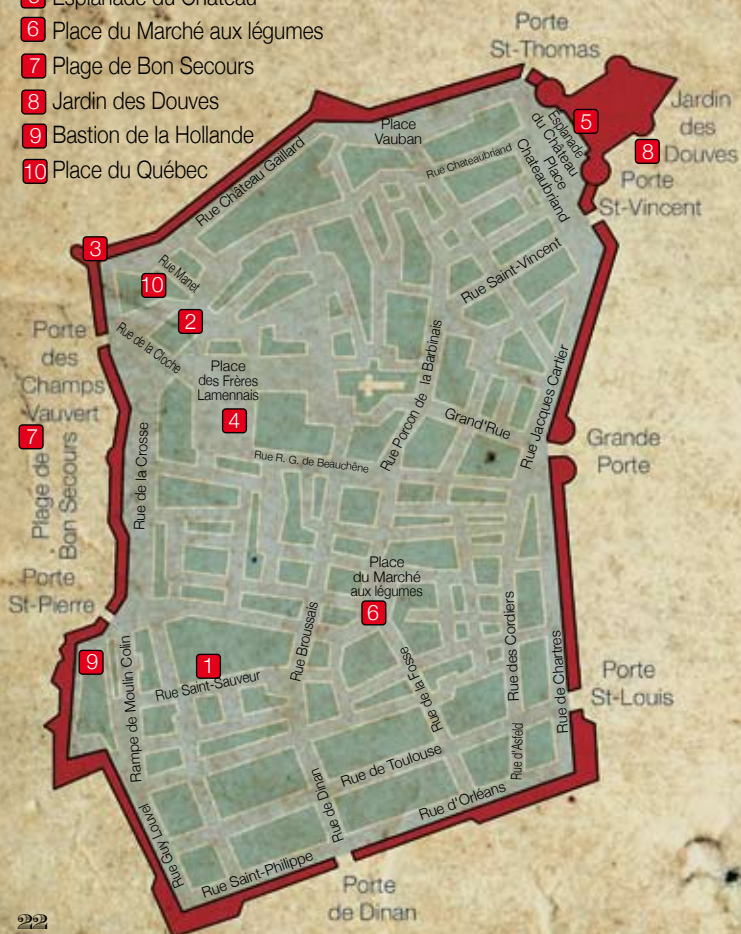 5 Esplanade du Château
6 Place du Marché aux légumes
7 Plage de Bon Secours
8 Jardin des Douves
9 Bastion de la Hollande
10 Place du Québec
Porte
St-Thomas
5
Esplanade
du Château
Place
Chateaubriand
Jardin
des
Douves
8
Porte
St-Vincent
Place
Vauban
Rue Chateaubriand
Rue Château Gaillard
3
Rue Manet
10
2
Rue de la Cloche
Rue Saint-Vincent
Porte
des
Champs
Vauvert
7
Plage de
Bon Secours
Place
des Frères
Lamennais
4
Rue Porcon de la Barbinais
Grand'Rue
Rue Jacques Cartier
Grande
Porte
Rue de la Crosse
Rue R. G. de Beauchêne
Porte
St-Pierre
Place
du Marché
aux légumes
6
9
1
Rue Saint-Sauveur
Rampe de Moulin Colin
Rue Broussais
Rue de la Fosse
Rue des Cordiers
Rue de Chartres
Porte
St-Louis
Rue d'Asfeld
Rue de Toulouse
Rue de Dinan
Rue d'Orléans
Rue Guy Louvel
Rue Saint-Philippe
Porte
de Dinan
22